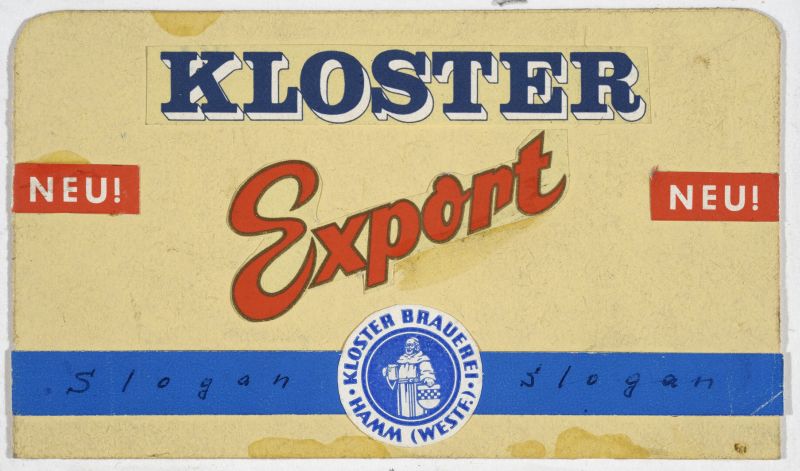 KLOSTER
Export
NEU!
NEU!
KLOSTER BRAUEREI
HAMM (WESTF.)
Slogan
Slogan